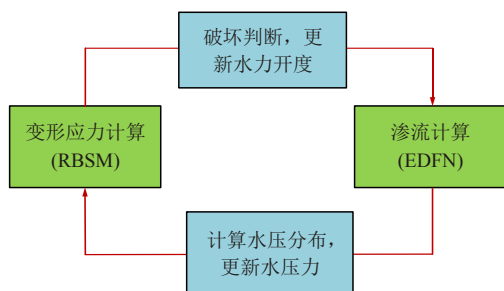 破坏判断，更
新水力开度
变形应力计算
(RBSM)
渗流计算
(EDFN)
计算水压分布，
更新水压力